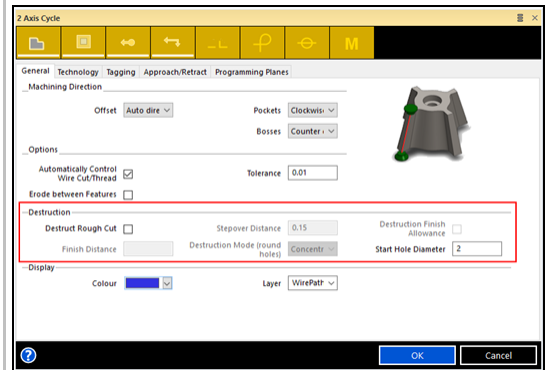 2 Axis Cycle
M
General Technology Tagging Approach/Retract Programming Planes
Machining Direction
Offset Auto dire Pockets Clockwis
Bosses Counter
Options
Automatically Control Wire Cut/Thread Tolerance 0.01
Erode between Features
Destruction
Destruct Rough Cut Stepover Distance 0.15 Destruction Finish Allowance
Finish Distance Destruction Mode (round holes) Concentr Start Hole Diameter 2
Display
Colour Layer WirePath
? OK Cancel